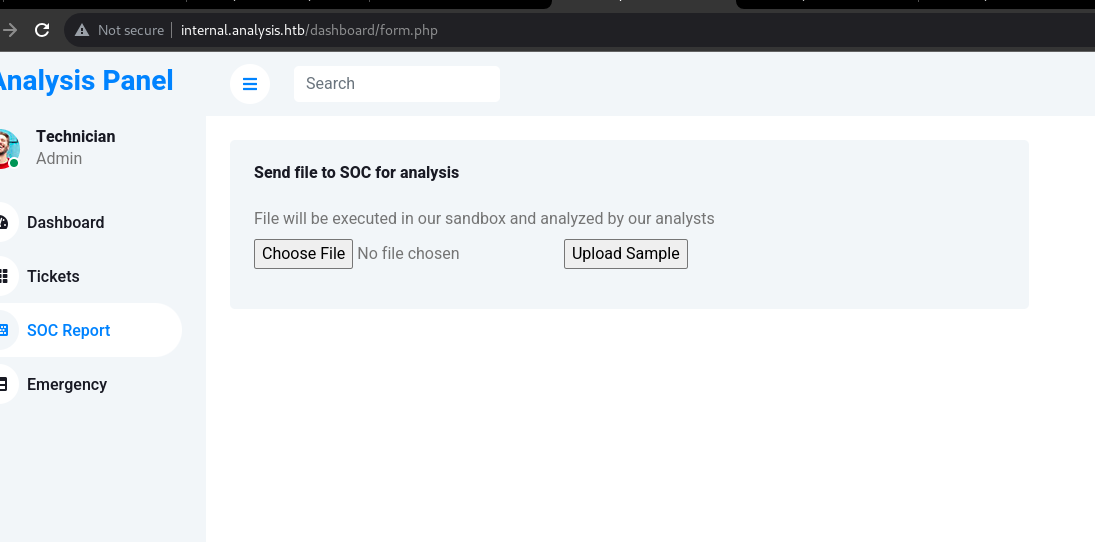 Not secure internal.analysis.htb/dashboard/form.php
Analysis Panel
Search
Technician
Admin
Dashboard
Tickets
SOC Report
Emergency
Send file to SOC for analysis
File will be executed in our sandbox and analyzed by our analysts
Choose File No file chosen Upload Sample